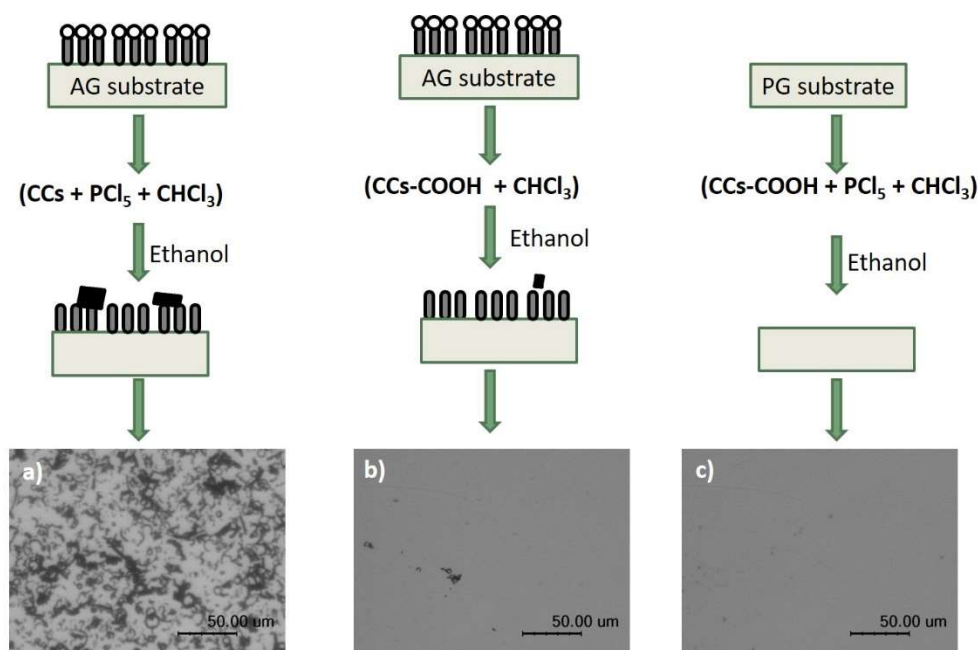 AG substrate
AG substrate
PG substrate
(CCs + PCl₅ + CHCl₃)
(CCs-COOH + CHCl₃)
(CCs-COOH + PCl₅ + CHCl₃)
Ethanol
Ethanol
Ethanol
a)
b)
c)
50.00 um
50.00 um
50.00 um